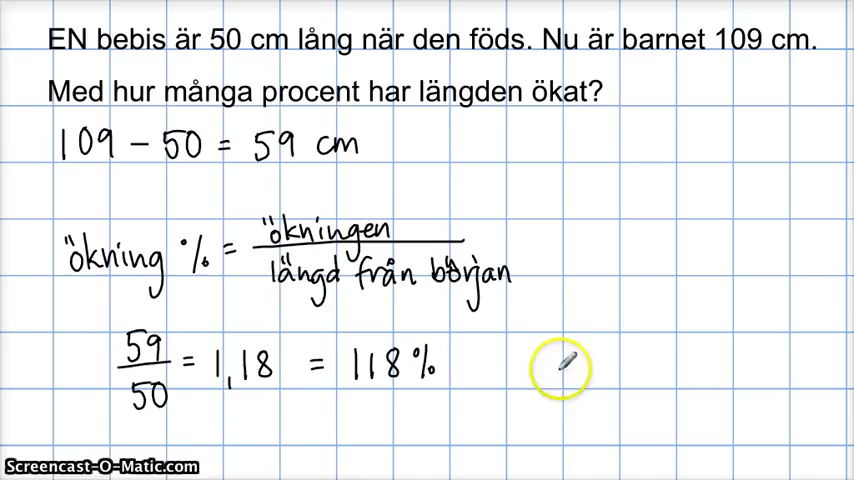 EN bebis är 50 cm lång när den föds. Nu är barnet 109 cm.
Med hur många procent har längden ökat?
109 - 50 = 59 cm
ökning % = ökningen
längd från början
59
50
= 1,18 = 118%
Screencast-O-Matic.com